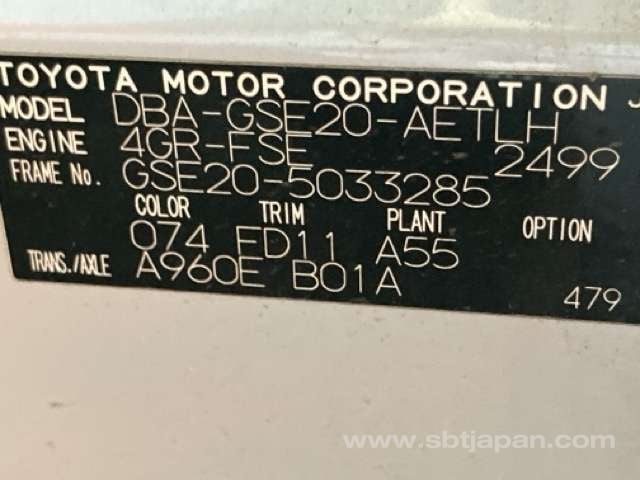 TOYOTA MOTOR CORPORATION J
MODEL DBA-GSE20-AETLH
ENGINE 4GR-FSE 2499
FRAME No. GSE20-5033285
COLOR TRIM PLANT OPTION
074 FD11 A55
TRANS./AXLE A960E B01A
479
www.sbtjapan.com